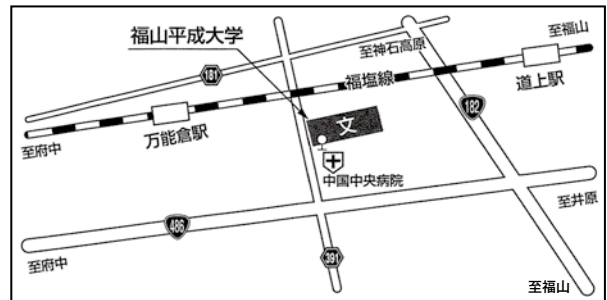 福山平成大学
至神石高原
至福山
181
福塩線
道上駅
万能倉駅
182
文
至府中
中国中央病院
至井原
486
391
至府中
至福山